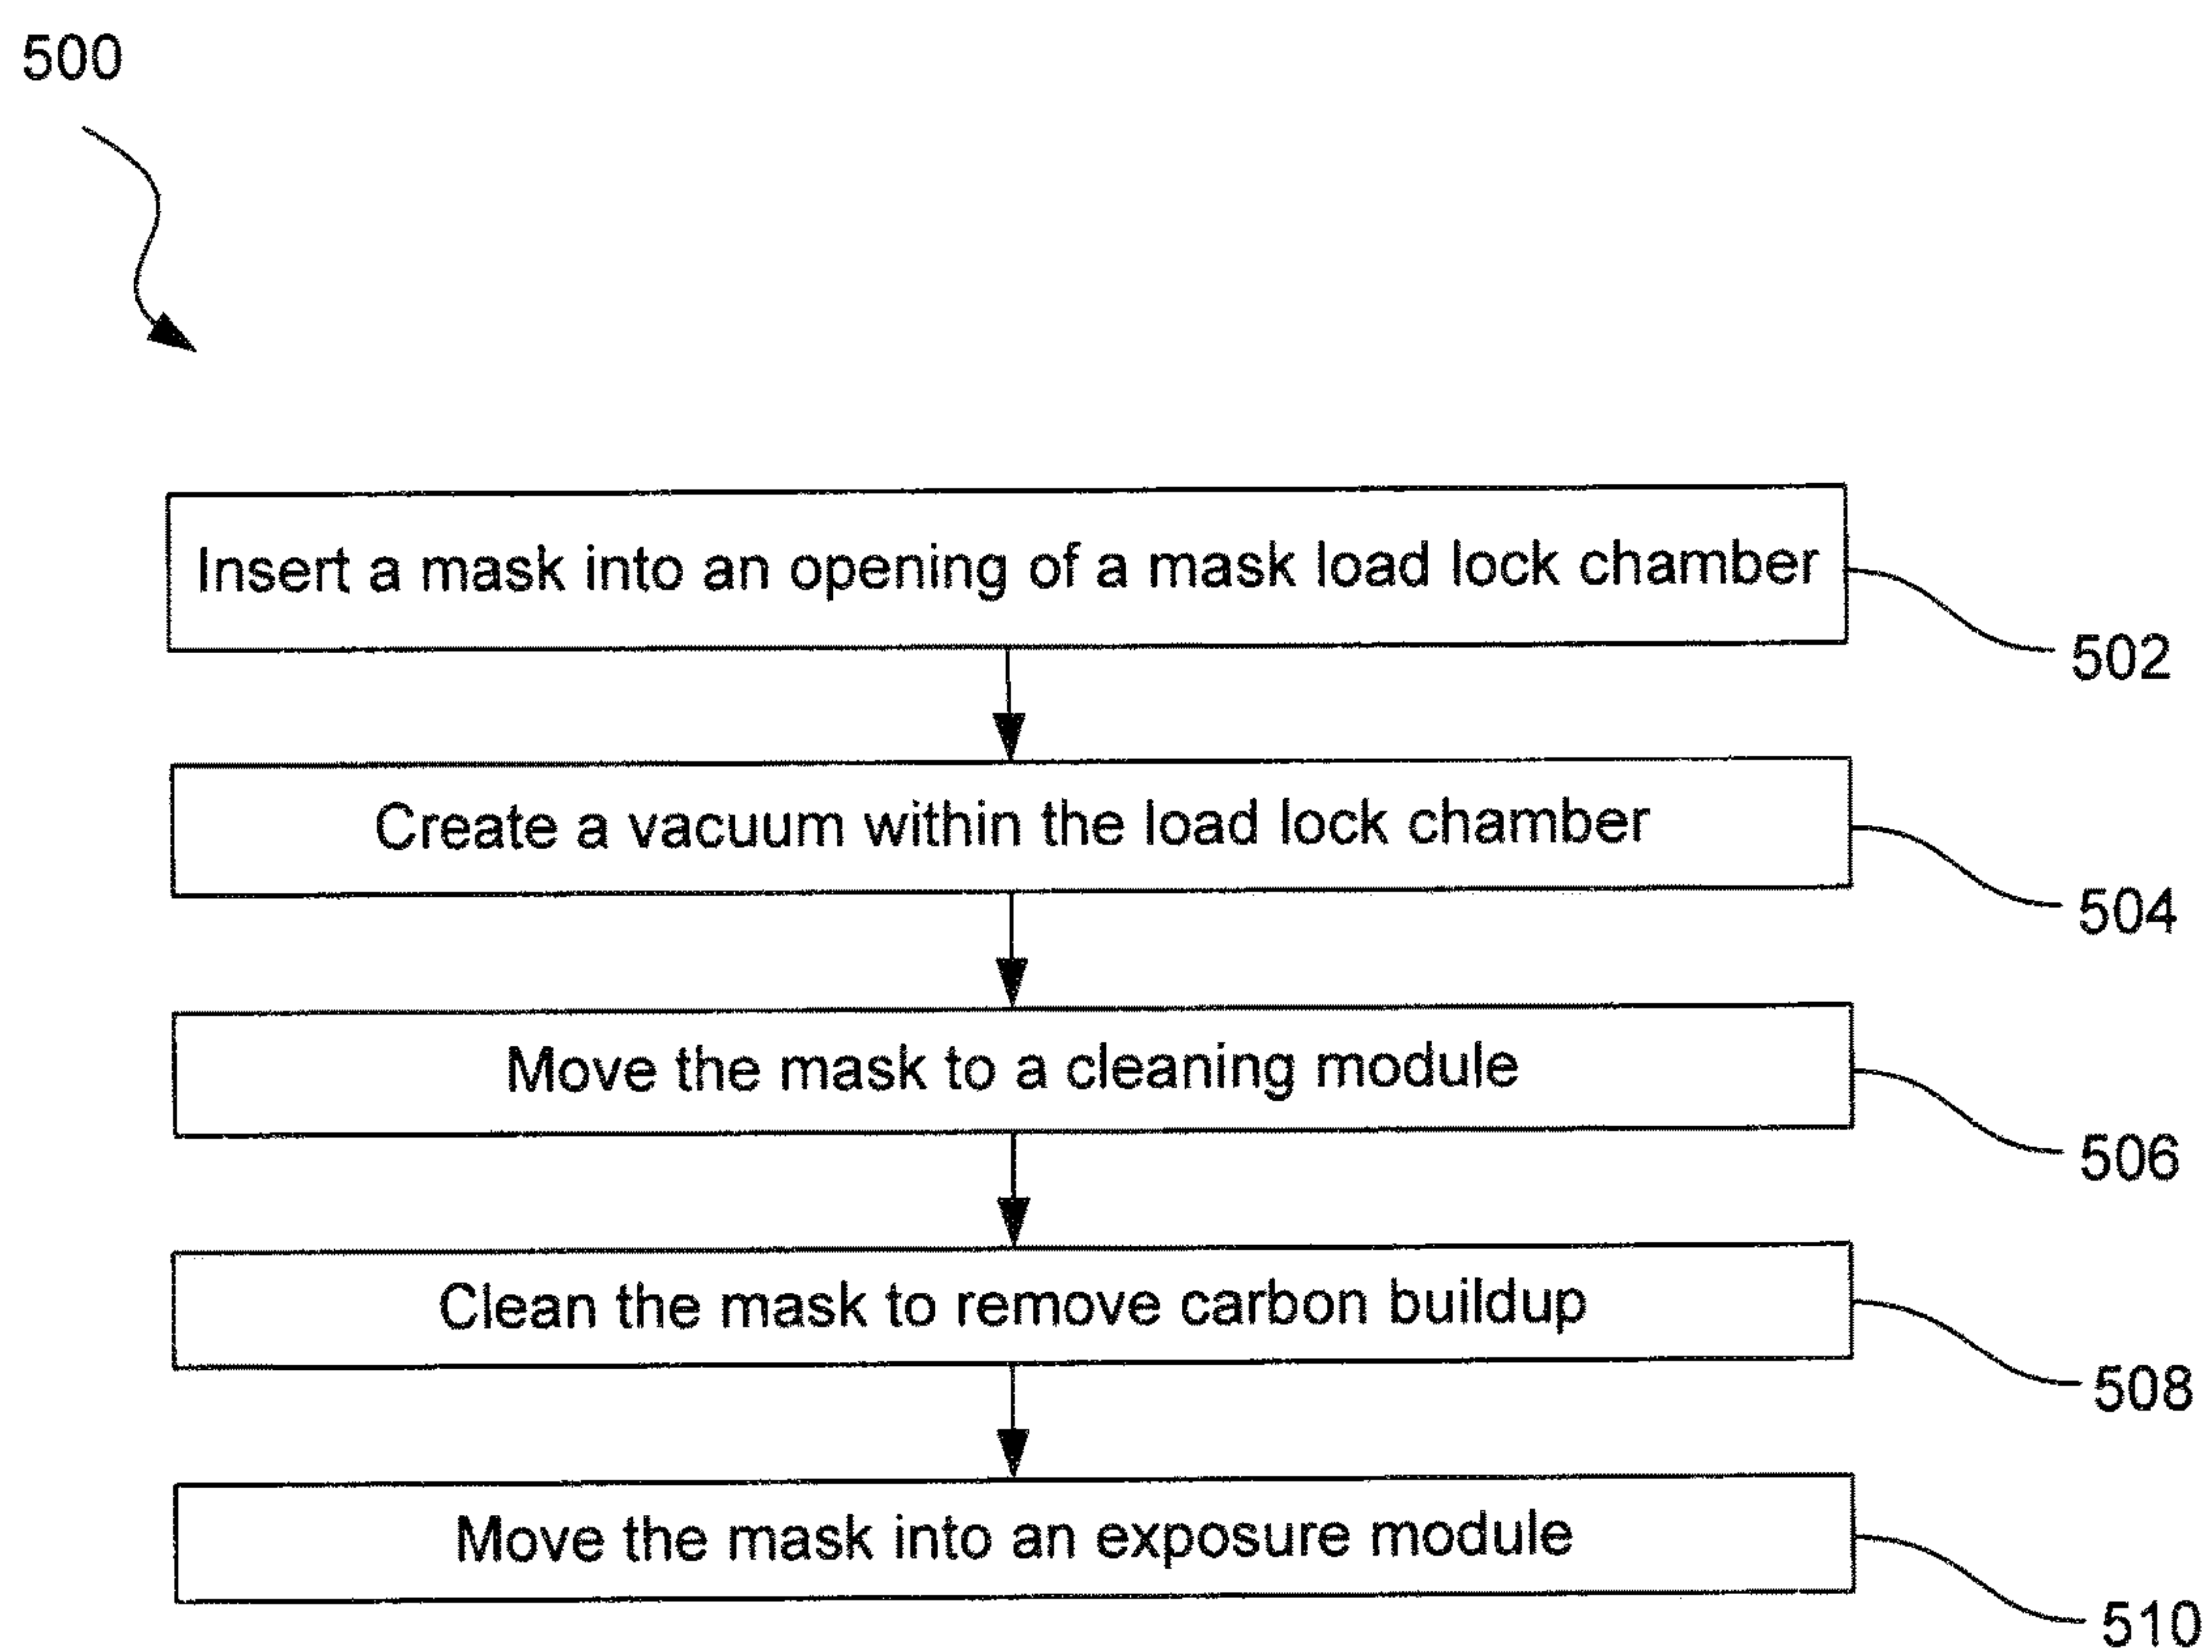 500
Insert a mask into an opening of a mask load lock chamber
502
Create a vacuum within the load lock chamber
504
Move the mask to a cleaning module
506
Clean the mask to remove carbon buildup
508
Move the mask into an exposure module
510